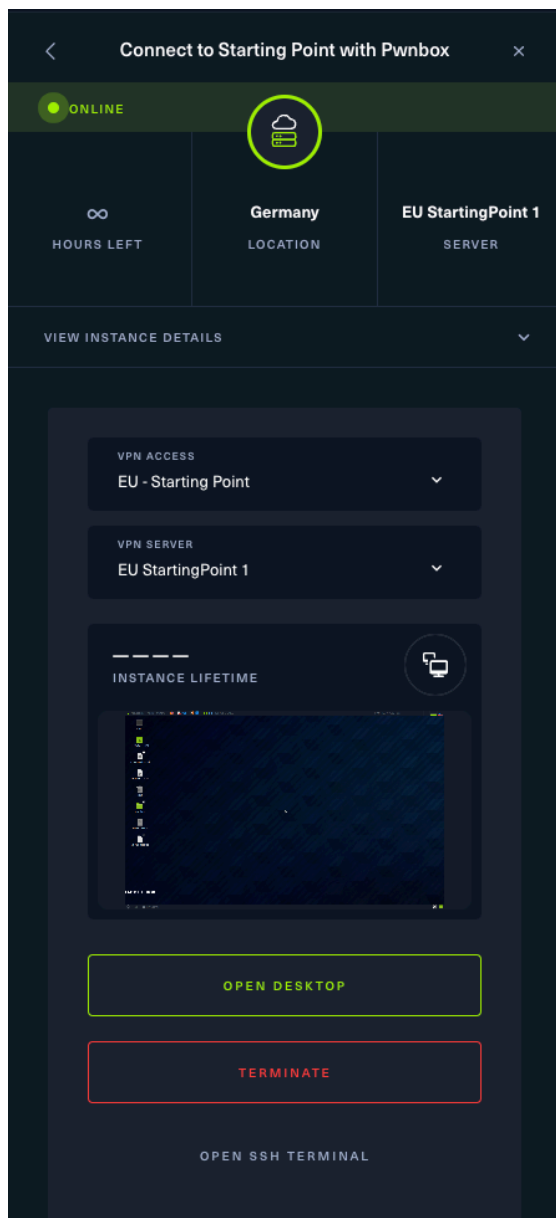 Connect to Starting Point with Pwnbox
ONLINE
∞
HOURS LEFT
Germany
LOCATION
EU StartingPoint 1
SERVER
VIEW INSTANCE DETAILS
VPN ACCESS
EU - Starting Point
VPN SERVER
EU StartingPoint 1
INSTANCE LIFETIME
OPEN DESKTOP
TERMINATE
OPEN SSH TERMINAL